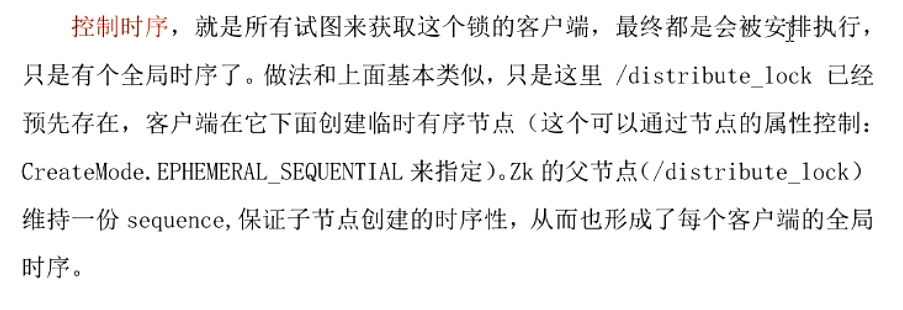 控制时序，就是所有试图来获取这个锁的客户端，最终都是会被安排执行，
只是有个全局时序了。做法和上面基本类似，只是这里 /distribute_lock 已经
预先存在，客户端在它下面创建临时有序节点（这个可以通过节点的属性控制：
CreateMode.EPHEMERAL_SEQUENTIAL 来指定）。Zk 的父节点（/distribute_lock）
维持一份 sequence,保证子节点创建的时序性，从而也形成了每个客户端的全局
时序。